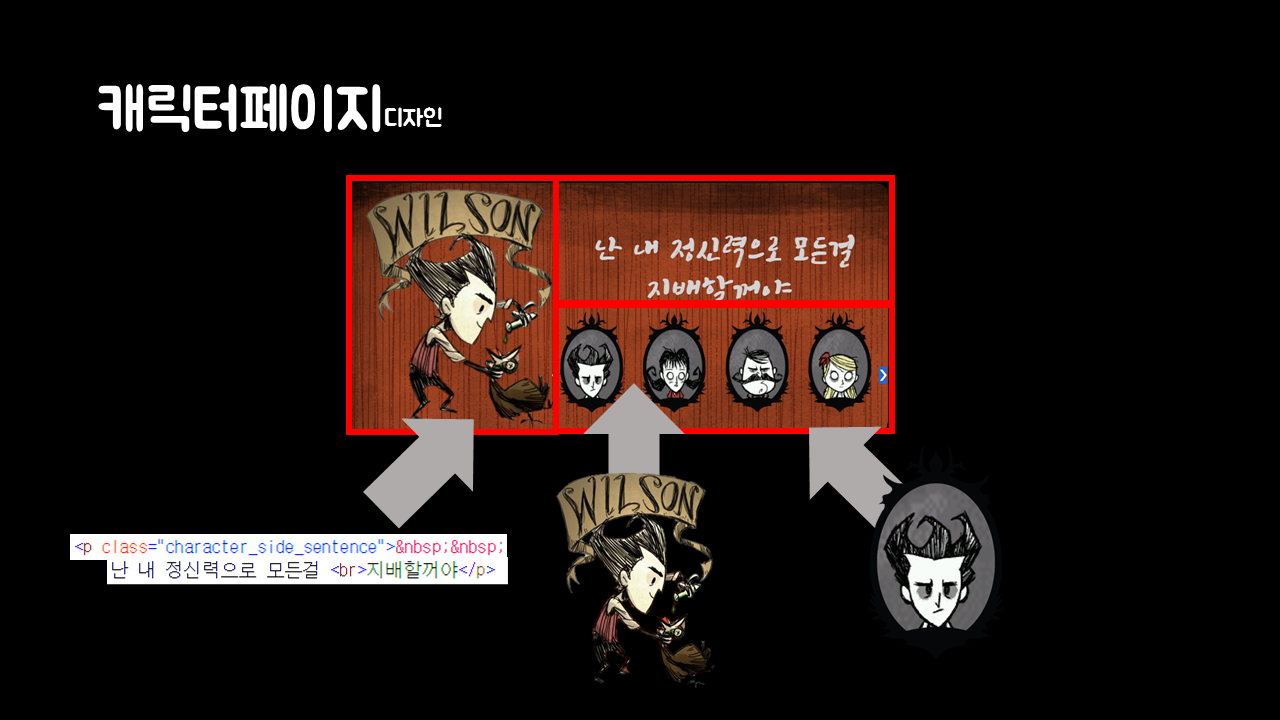 캐릭터페이지디자인
WILSON
난 내 정신력으로 모든걸
지배할꺼야
<p class="character_side_sentence">&nbsp;&nbsp;
난 내 정신력으로 모든걸 <br>지배할꺼야</p>
WILSON